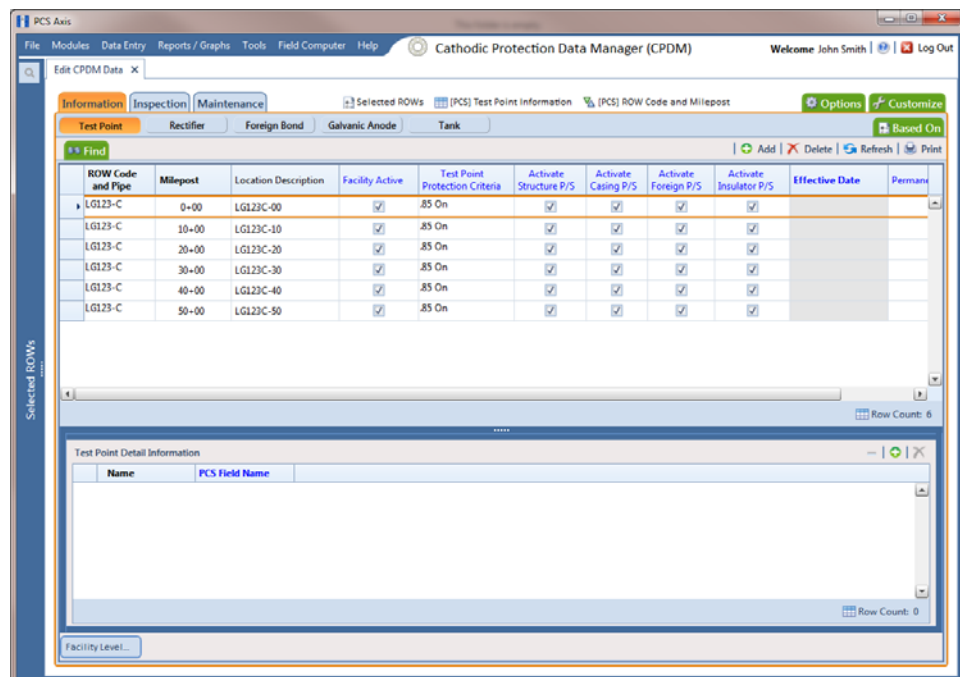 PCS Axis
File Modules Data Entry Reports / Graphs Tools Field Computer Help Cathodic Protection Data Manager (CPDM) Welcome John Smith | | Log Out
Edit CPDM Data X
Information Inspection Maintenance Selected ROWs [PCS] Test Point Information [PCS] ROW Code and Milepost Options Customize
Test Point Rectifier Foreign Bond Galvanic Anode Tank Based On
Find | Add | Delete | Refresh | Print
ROW Code and Pipe Milepost Location Description Facility Active Test Point Protection Criteria Activate Structure P/S Activate Casing P/S Activate Foreign P/S Activate Insulator P/S Effective Date Permane
LG123-C 0+00 LG123C-00 .85 On
LG123-C 10+00 LG123C-10 .85 On
LG123-C 20+00 LG123C-20 .85 On
LG123-C 30+00 LG123C-30 .85 On
LG123-C 40+00 LG123C-40 .85 On
LG123-C 50+00 LG123C-50 .85 On
Selected ROWs
Row Count: 6
Test Point Detail Information
Name PCS Field Name
Row Count: 0
Facility Level...